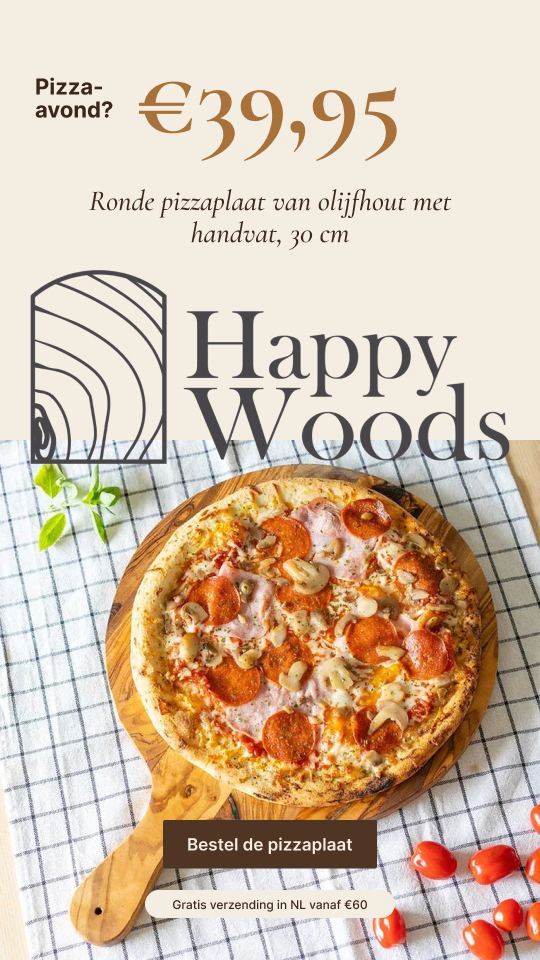 Pizza-
avond?
€39,95
Ronde pizzaplaat van olijfhout met
handvat, 30 cm
Happy
Woods
Bestel de pizzaplaat
Gratis verzending in NL vanaf €60